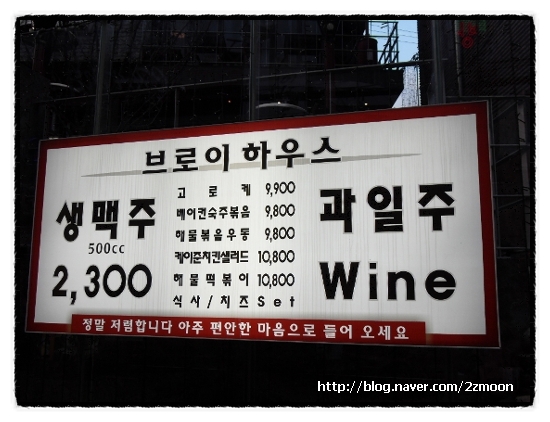 브로이하우스
생맥주
500cc
2,300
고로케 9,900
베이컨숙주볶음 9,800
해물볶음우동 9,800
케이준치킨샐러드 10,800
해물떡볶이 10,800
식사/치즈Set
과일주
Wine
정말 저렴합니다 아주 편안한 마음으로 들어 오세요
http://blog.naver.com/2zmoon